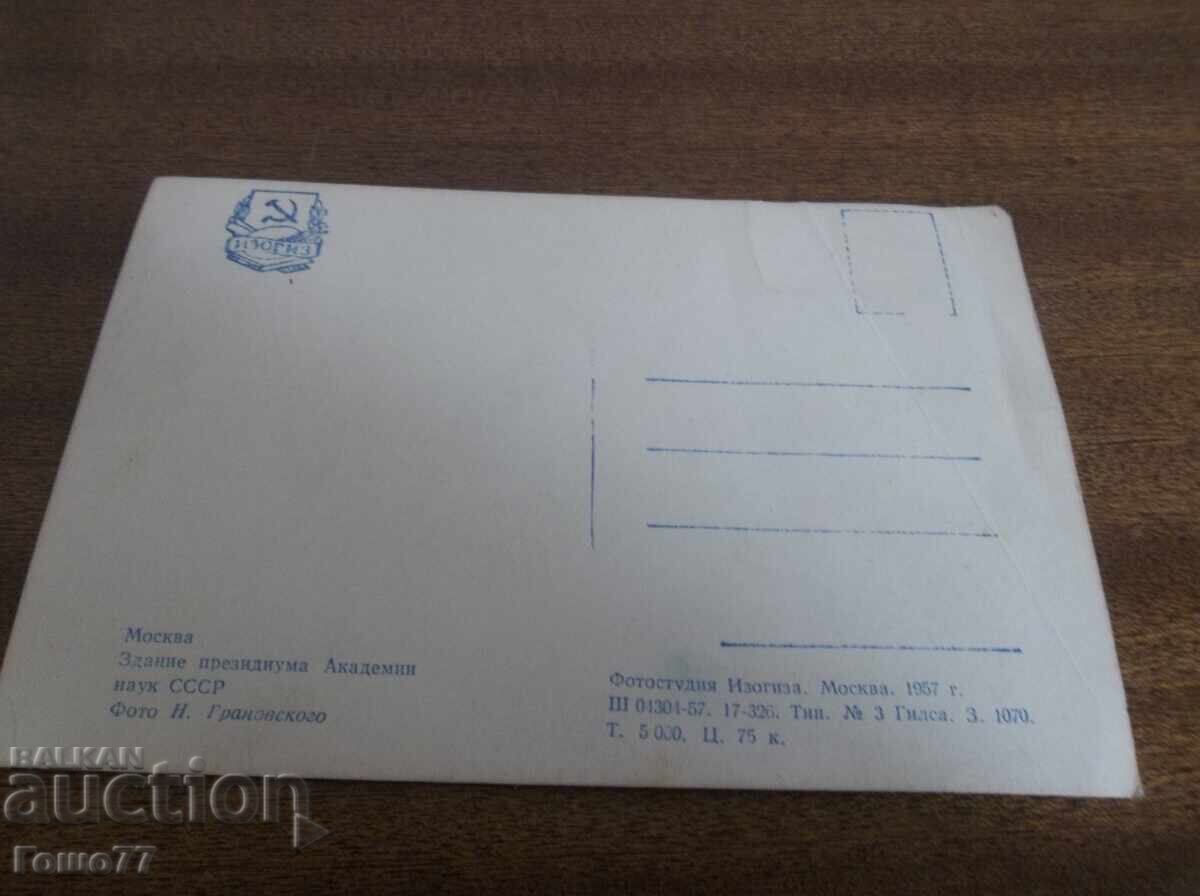 ИЗОГИЗ
Москва
Здание президиума Академии
наук СССР
Фото Н. Грановского
Фотостудия Изогиза. Москва. 1957 г.
Ш 04304-57. 17-326. Тип. № 3 Гилса. З. 1070.
Т. 5 000. Ц. 75 к.
BALKAN
auction
Гошо77